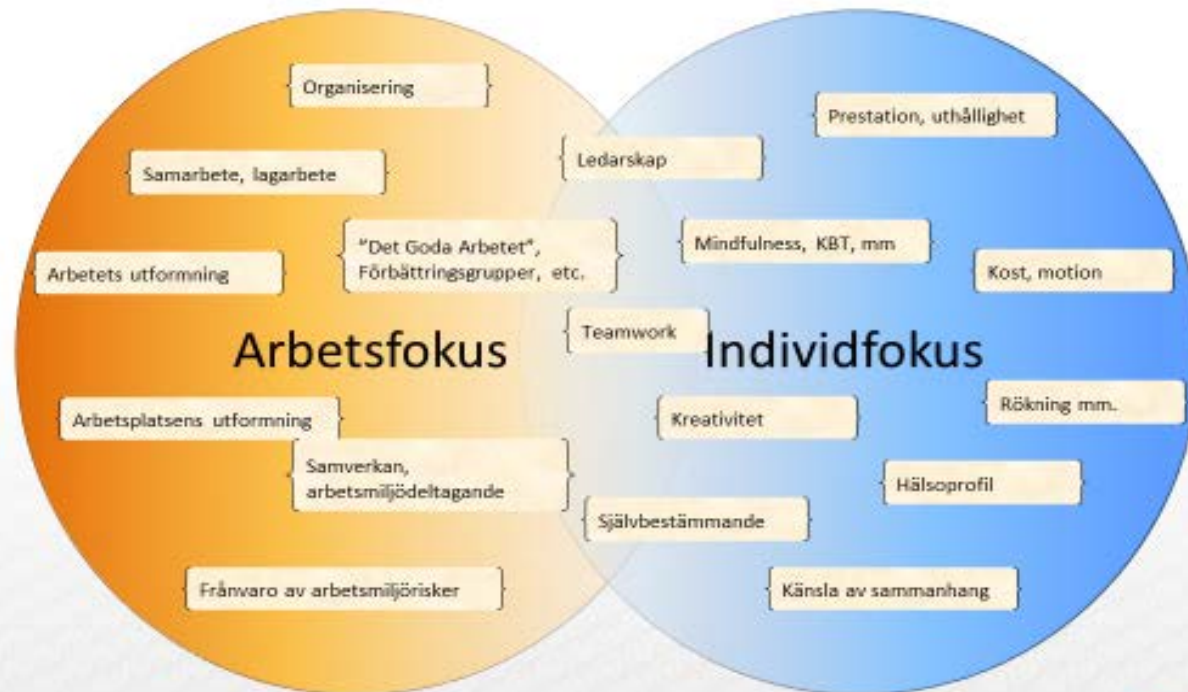 Organisering
Prestation, uthållighet
Ledarskap
Samarbete, lagarbete
"Det Goda Arbetet",
Förbättringsgrupper, etc.
Mindfulness, KBT, mm
Arbetets utformning
Kost, motion
Teamwork
Arbetsfokus
Individfokus
Rökning mm.
Arbetsplatsens utformning
Kreativitet
Samverkan,
arbetsmiljödeltagande
Hälsoprofil
Självbestämmande
Frånvaro av arbetsmiljörisker
Känsla av sammanhang